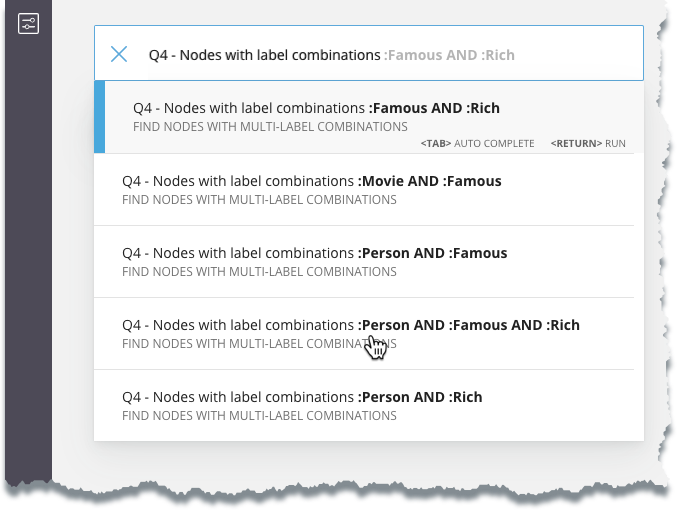 Q4 - Nodes with label combinations :Famous AND :Rich
Q4 - Nodes with label combinations :Famous AND :Rich
FIND NODES WITH MULTI-LABEL COMBINATIONS
<TAB> AUTO COMPLETE <RETURN> RUN
Q4 - Nodes with label combinations :Movie AND :Famous
FIND NODES WITH MULTI-LABEL COMBINATIONS
Q4 - Nodes with label combinations :Person AND :Famous
FIND NODES WITH MULTI-LABEL COMBINATIONS
Q4 - Nodes with label combinations :Person AND :Famous AND :Rich
FIND NODES WITH MULTI-LABEL COMBINATIONS
Q4 - Nodes with label combinations :Person AND :Rich
FIND NODES WITH MULTI-LABEL COMBINATIONS